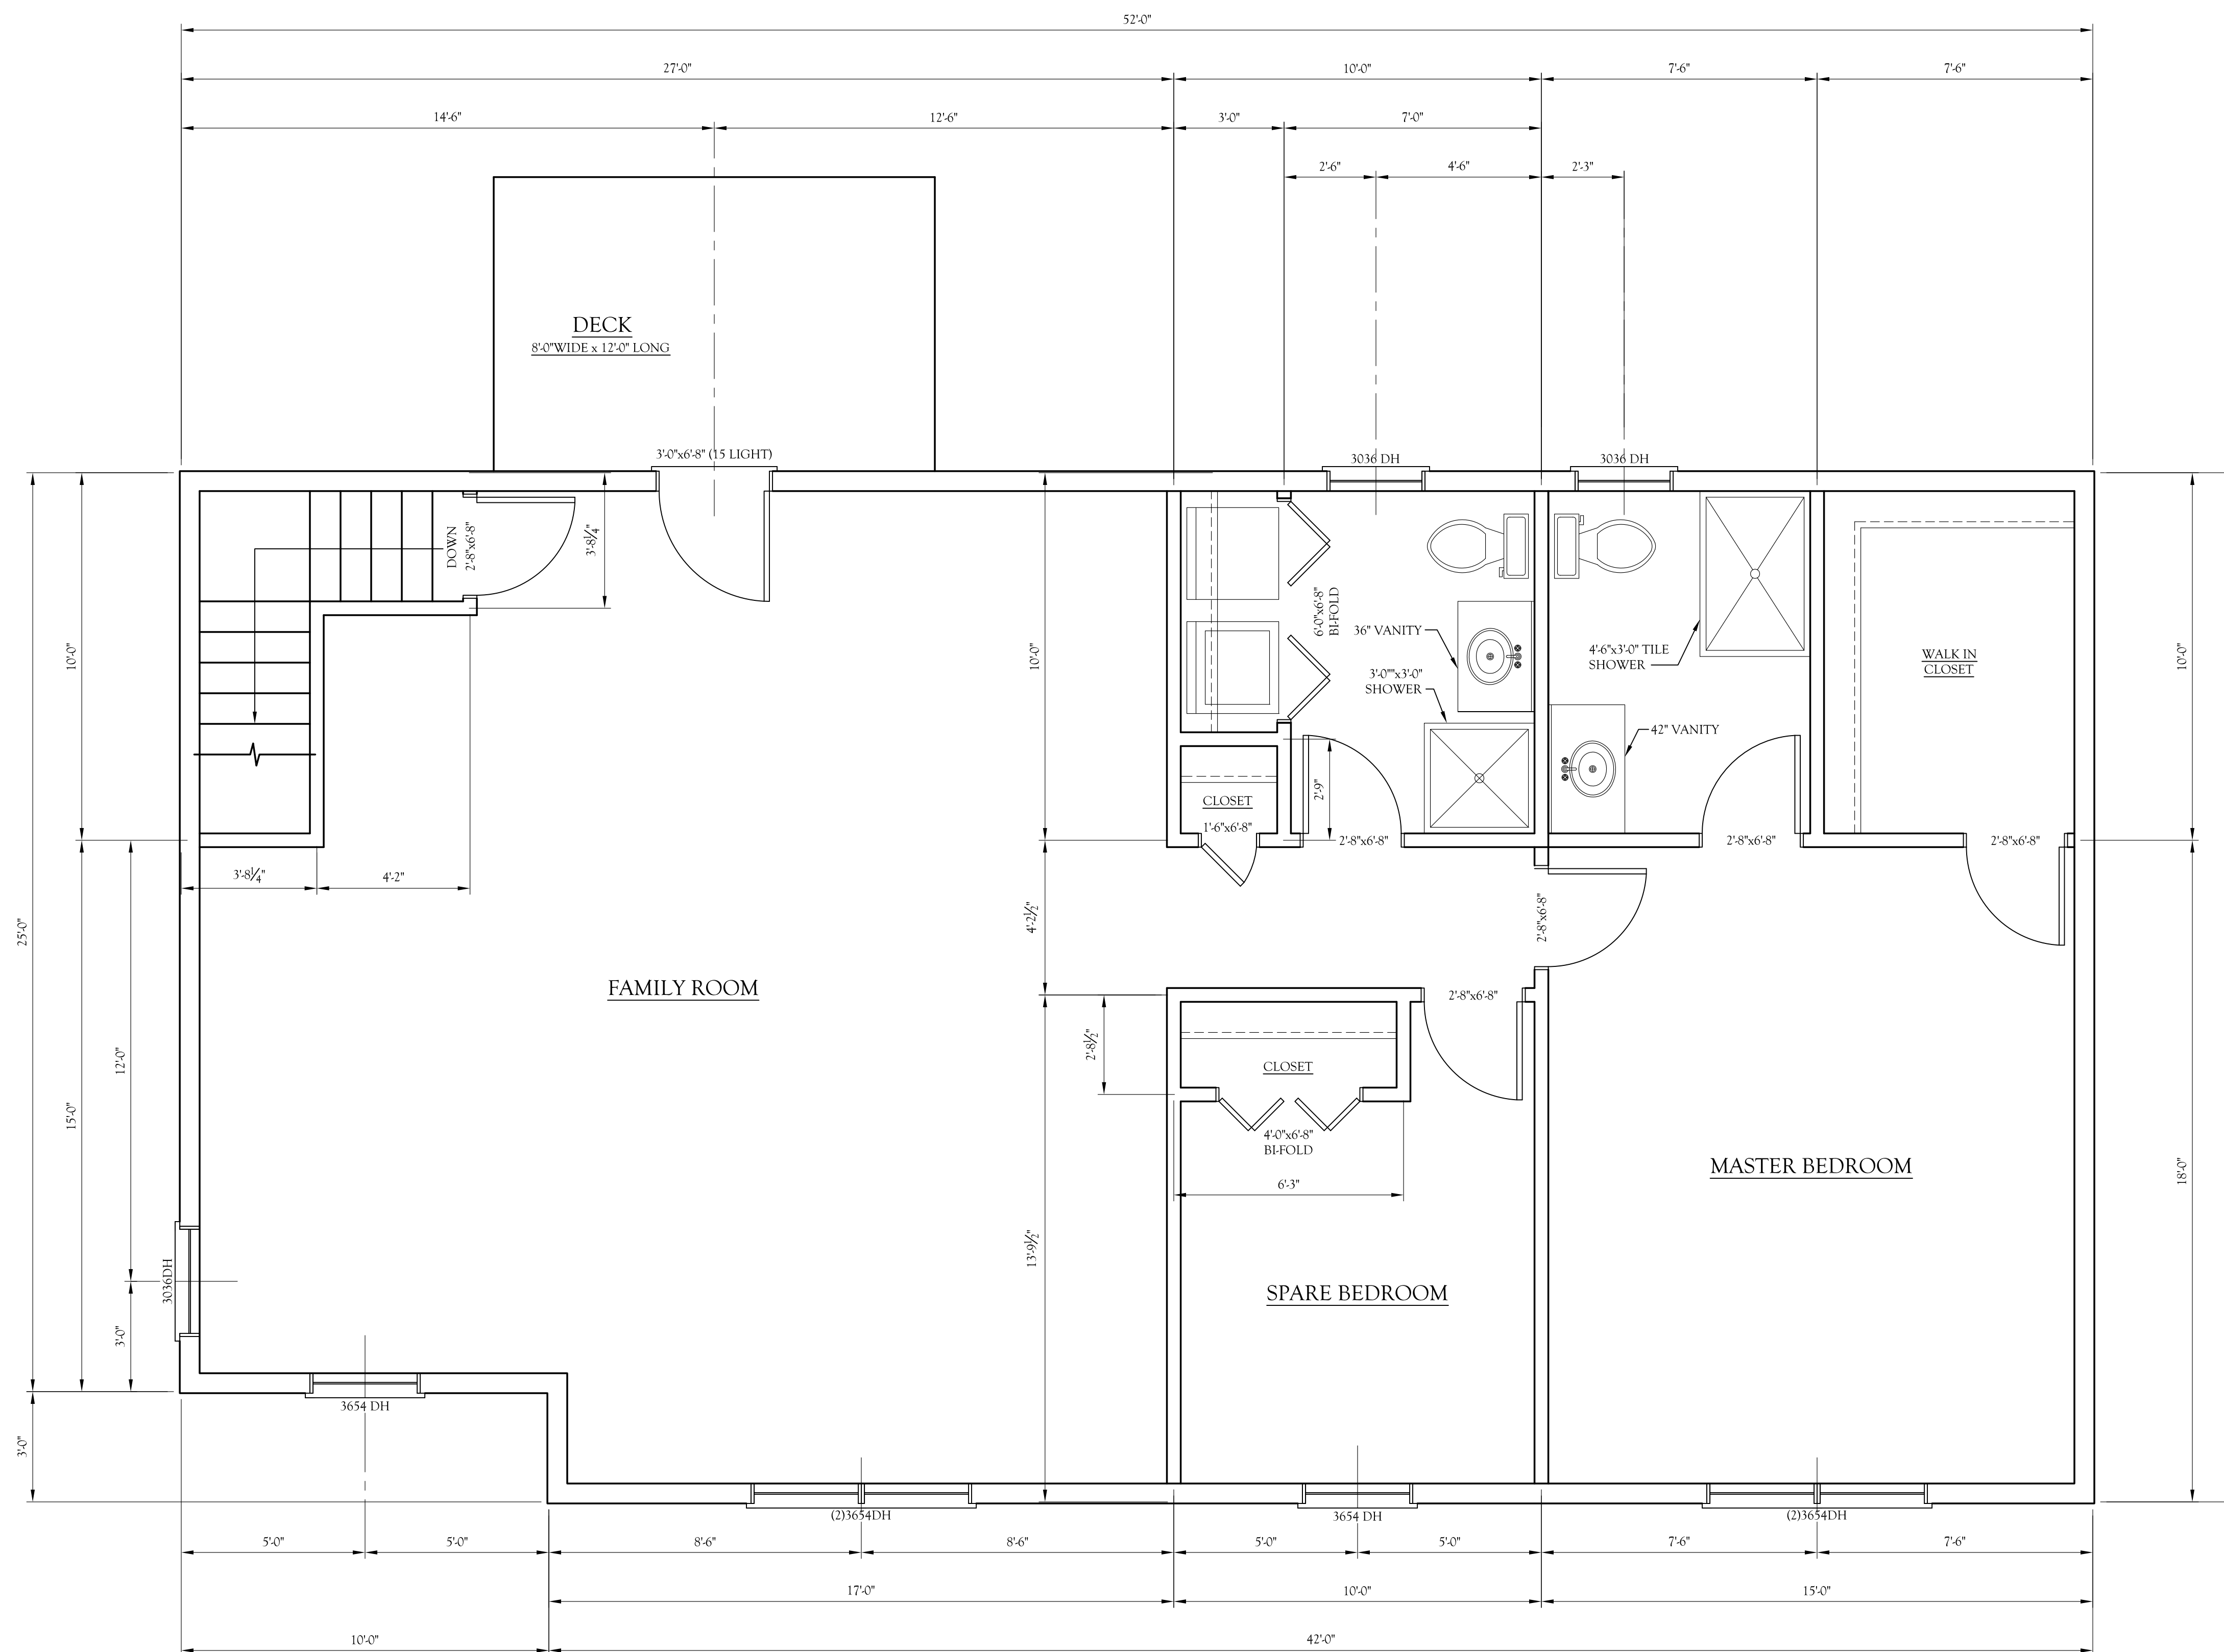 52'-0"
27'-0"
10'-0"
7'-6"
7'-6"
14'-6"
12'-6"
3'-0"
7'-0"
2'-6"
4'-6"
2'-3"
DECK
8'-0"WIDE x 12'-0" LONG
3'-0"x6'-8" (15 LIGHT)
3036 DH
3036 DH
DOWN
2'-8"x6'-8"
3'-8¼"
6'-0"x6'-8"
BI-FOLD
36" VANITY
3'-0""x3'-0"
SHOWER
4'-6"x3'-0" TILE
SHOWER
42" VANITY
WALK IN
CLOSET
10'-0"
10'-0"
10'-0"
2'-9"
CLOSET
1'-6"x6'-8"
2'-8"x6'-8"
2'-8"x6'-8"
2'-8"x6'-8"
3'-8¼"
4'-2"
25'-0"
4'-2½"
2'-8"x6'-8"
FAMILY ROOM
2'-8"x6'-8"
12'-0"
15'-0"
2'-8½"
CLOSET
4'-0"x6'-8"
BI-FOLD
6'-3"
MASTER BEDROOM
18'-0"
13'-9½"
3036DH
SPARE BEDROOM
3'-0"
3654 DH
3'-0"
(2)3654DH
3654 DH
(2)3654DH
5'-0"
5'-0"
8'-6"
8'-6"
5'-0"
5'-0"
7'-6"
7'-6"
17'-0"
10'-0"
15'-0"
10'-0"
42'-0"